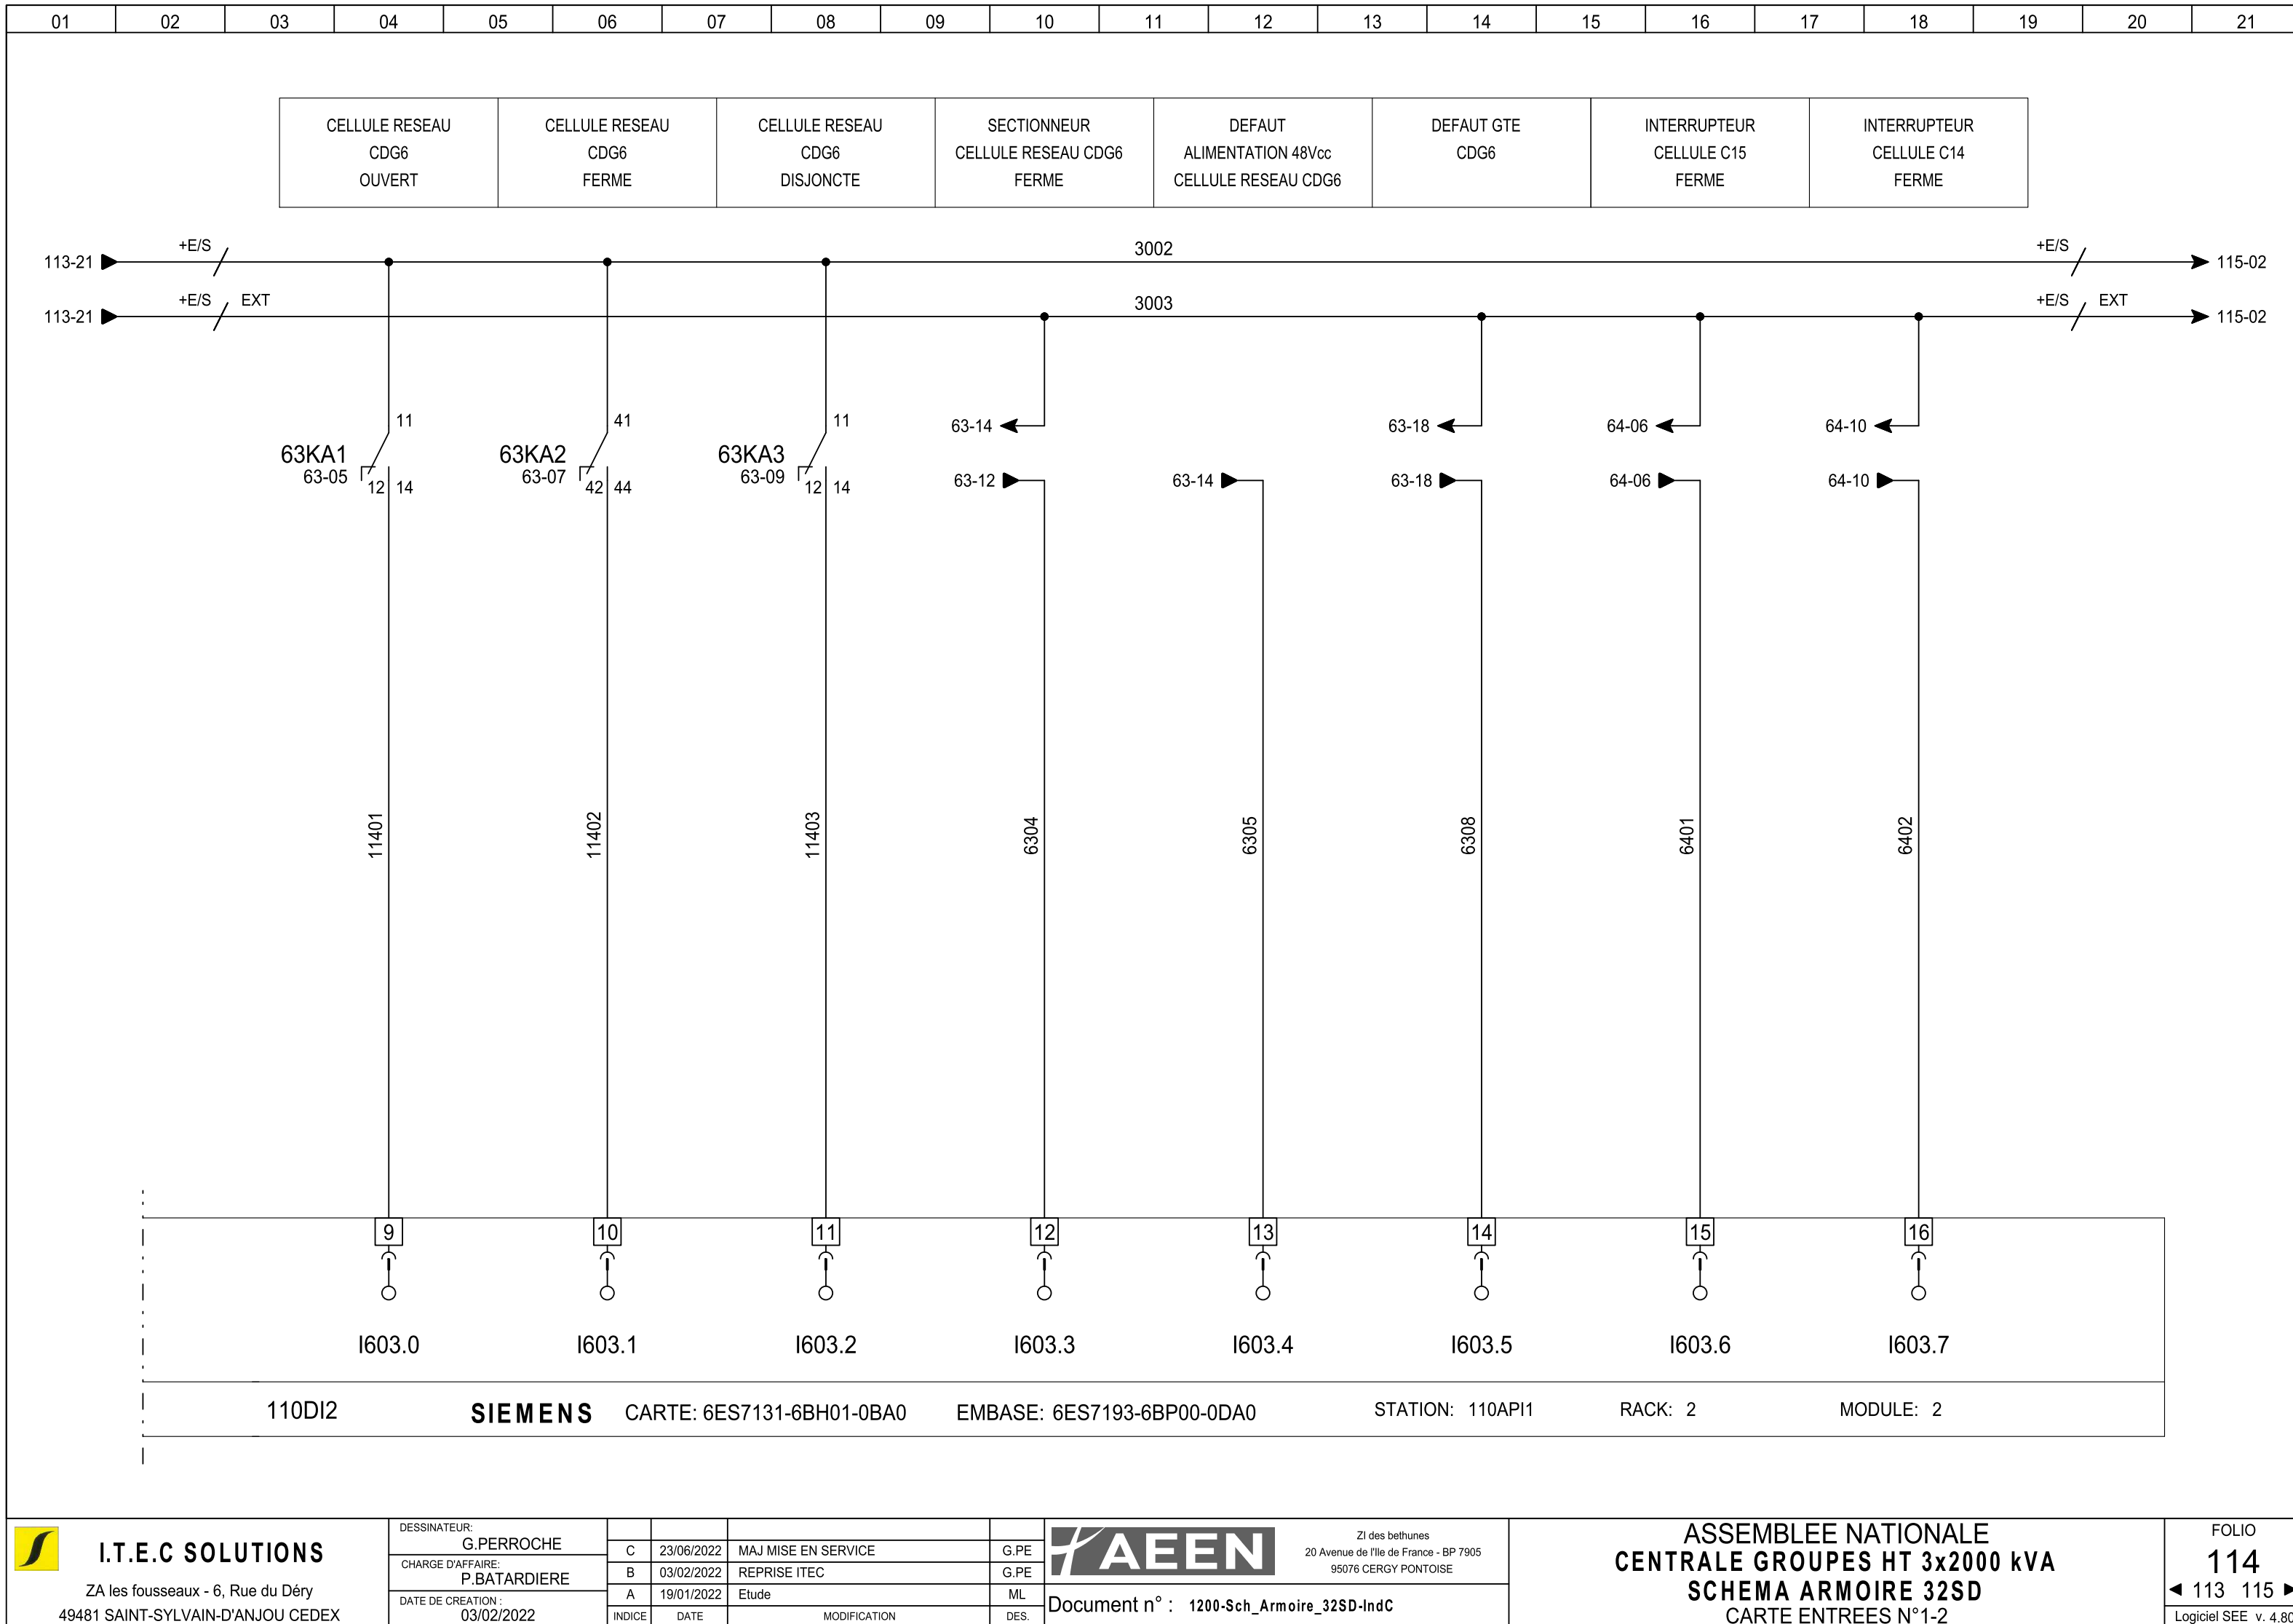 01 02 03 04 05 06 07 08 09 10 11 12 13 14 15 16 17 18 19 20 21
CELLULE RESEAU
CDG6
OUVERT
CELLULE RESEAU
CDG6
FERME
CELLULE RESEAU
CDG6
DISJONCTE
SECTIONNEUR
CELLULE RESEAU CDG6
FERME
DEFAUT
ALIMENTATION 48Vcc
CELLULE RESEAU CDG6
DEFAUT GTE
CDG6
INTERRUPTEUR
CELLULE C15
FERME
INTERRUPTEUR
CELLULE C14
FERME
113-21 +E/S 3002 +E/S 115-02
113-21 +E/S EXT 3003 +E/S EXT 115-02
11 41 11
63-14 63-18 64-06 64-10
63KA1 63KA2 63KA3
63-05 63-07 63-09
63-12 63-14 63-18 64-06 64-10
12 14 42 44 12 14
11401 11402 11403 6304 6305 6308 6401 6402
9 10 11 12 13 14 15 16
I603.0 I603.1 I603.2 I603.3 I603.4 I603.5 I603.6 I603.7
110DI2 SIEMENS CARTE: 6ES7131-6BH01-0BA0 EMBASE: 6ES7193-6BP00-0DA0 STATION: 110API1 RACK: 2 MODULE: 2
I.T.E.C SOLUTIONS
ZA les fousseaux - 6, Rue du Déry
49481 SAINT-SYLVAIN-D'ANJOU CEDEX
DESSINATEUR:
G.PERROCHE
CHARGE D'AFFAIRE:
P.BATARDIERE
DATE DE CREATION :
03/02/2022
C 23/06/2022 MAJ MISE EN SERVICE G.PE
B 03/02/2022 REPRISE ITEC G.PE
A 19/01/2022 Etude ML
INDICE DATE MODIFICATION DES.
AEEN
ZI des bethunes
20 Avenue de l'Ile de France - BP 7905
95076 CERGY PONTOISE
Document n° : 1200-Sch_Armoire_32SD-IndC
ASSEMBLEE NATIONALE
CENTRALE GROUPES HT 3x2000 kVA
SCHEMA ARMOIRE 32SD
CARTE ENTREES N°1-2
FOLIO
114
113 115
Logiciel SEE v. 4.80